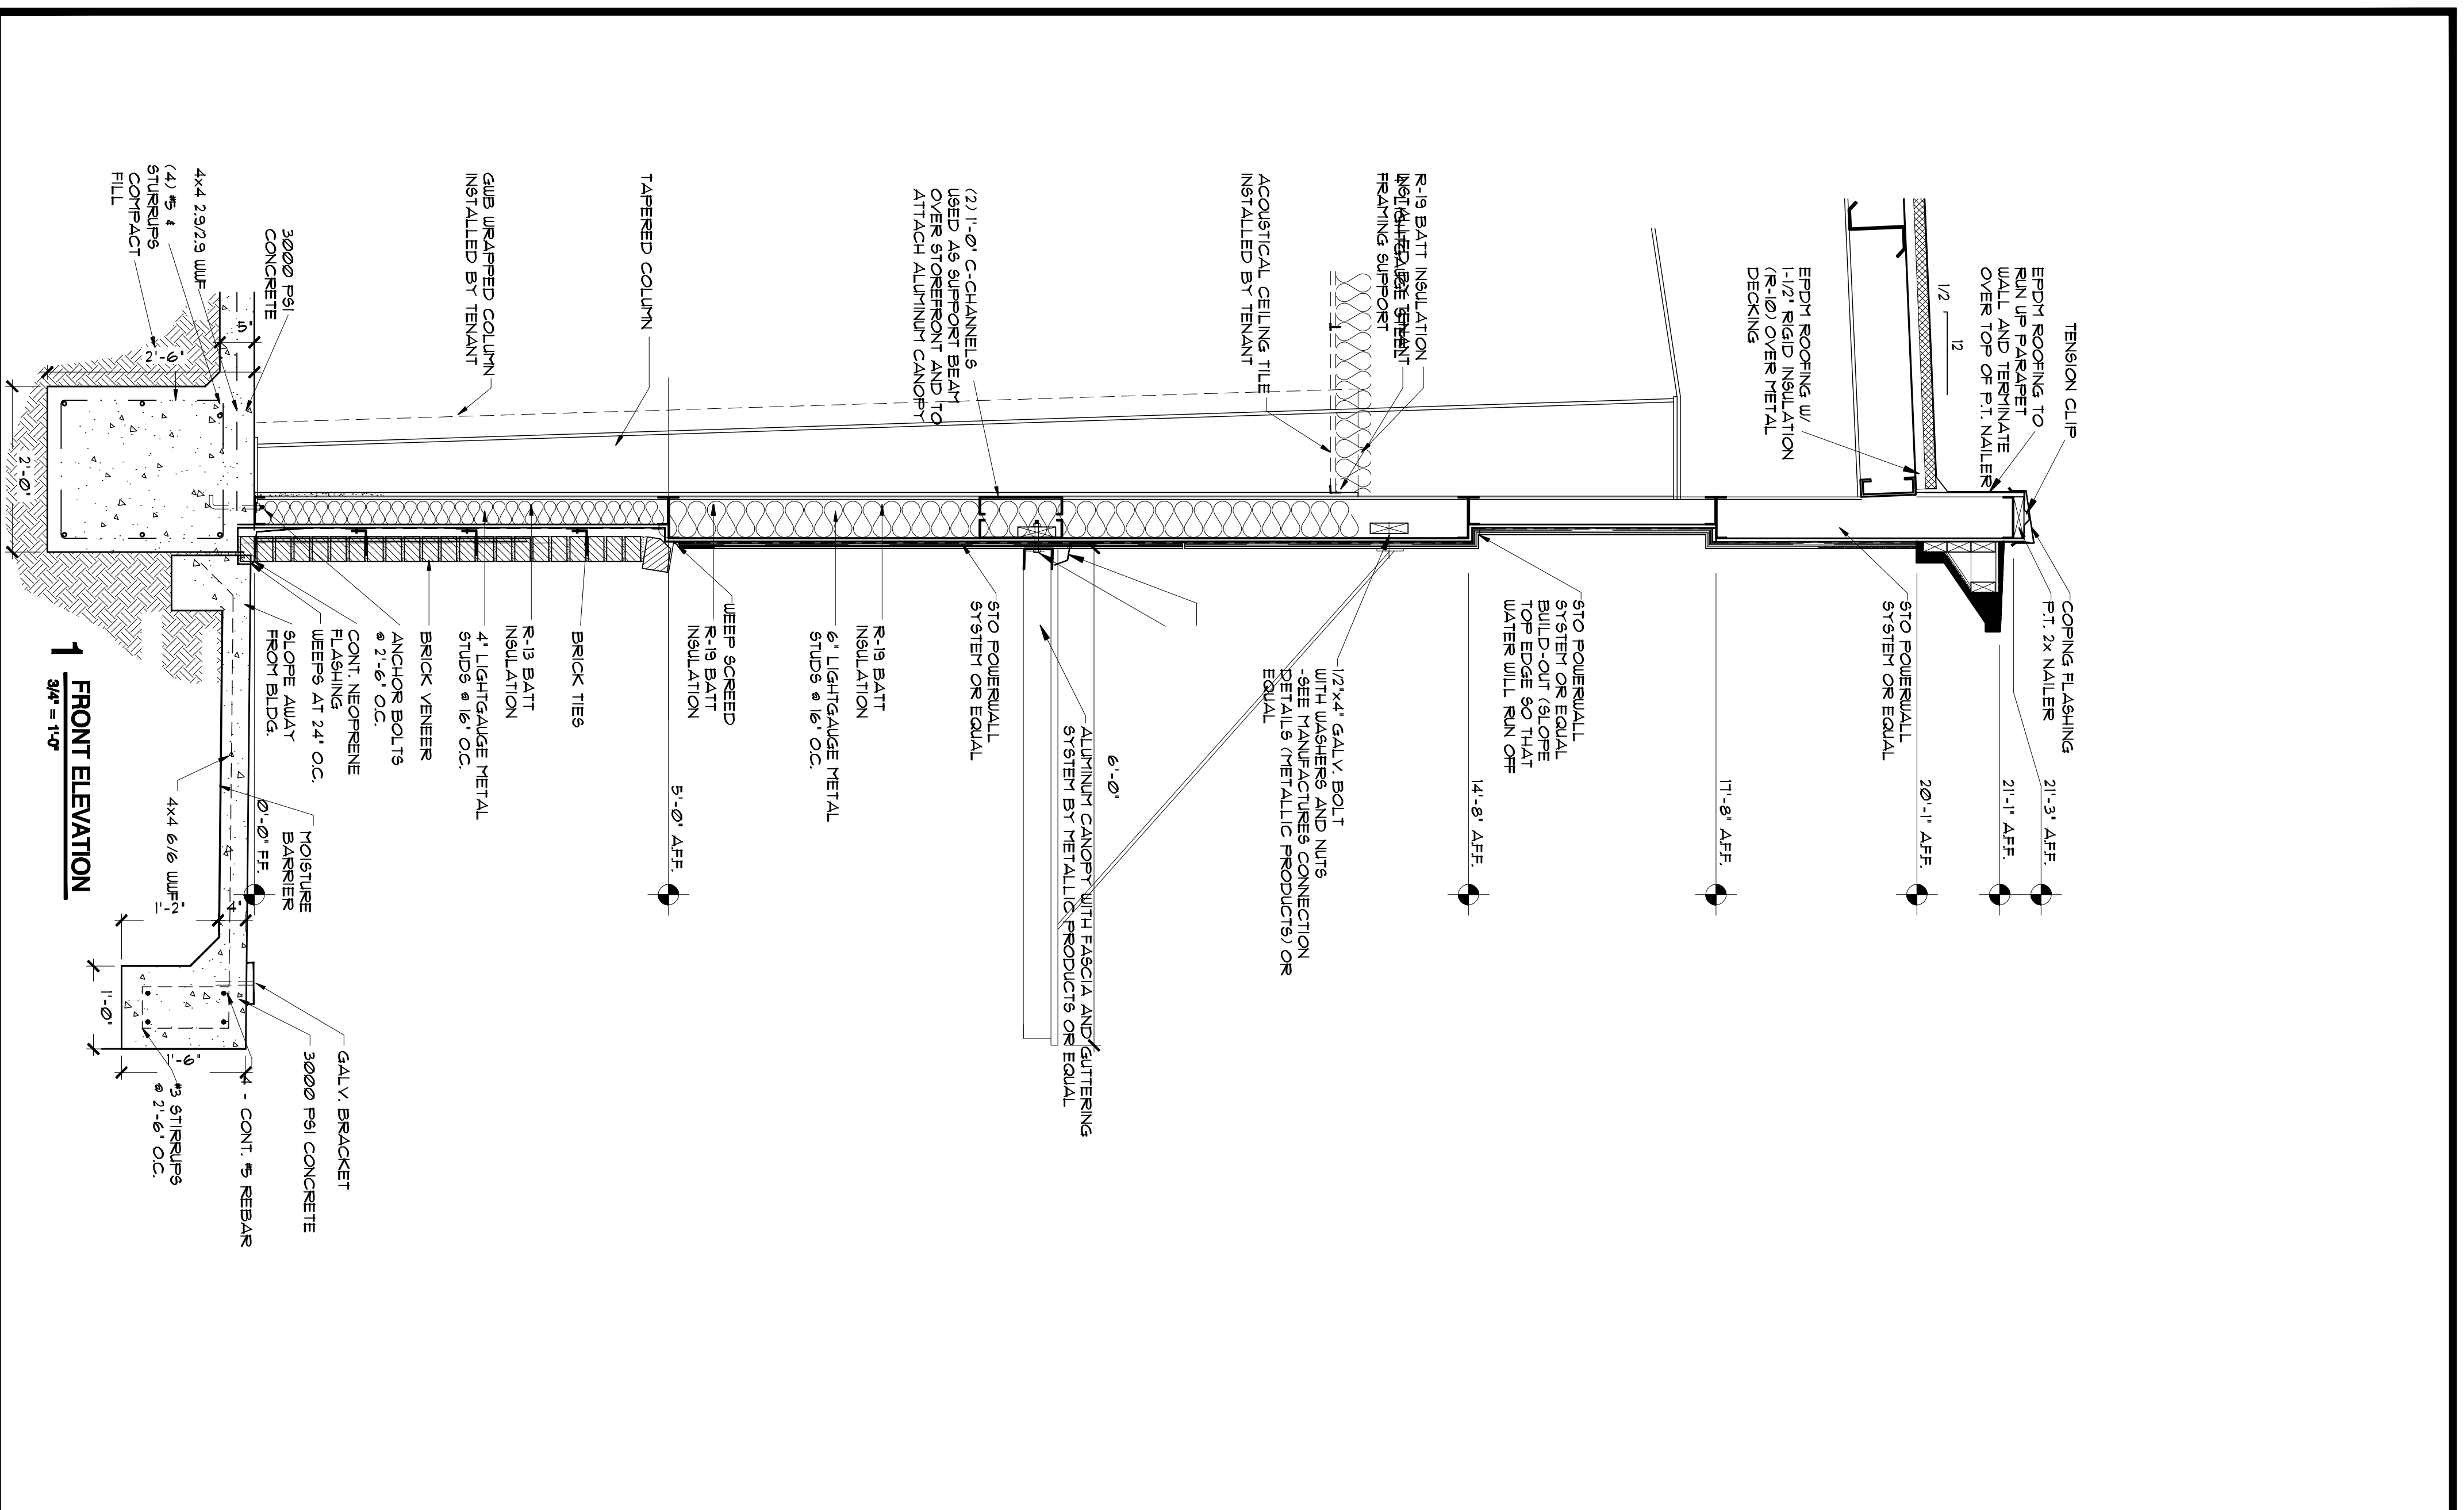 TENSION CLIP
EPDM ROOFING TO
RUN UP PARAPET
WALL AND TERMINATE
OVER TOP OF P.T. NAILER
1/2
12
EPDM ROOFING W/
1-1/2" RIGID INSULATION
(R-10) OVER METAL
DECKING
R-19 BATT INSULATION
INSTALLED BY TENANT
FRAMING SUPPORT
ACOUSTICAL CEILING TILE
INSTALLED BY TENANT
(2) 1'-0" C-CHANNELS
USED AS SUPPORT BEAM
OVER STOREFRONT AND TO
ATTACH ALUMINUM CANOPY
TAPERED COLUMN
GWB WRAPPED COLUMN
INSTALLED BY TENANT
3000 PSI
CONCRETE
4x4 2.9/2.9 WWF
(4) #5 &
STURRUPS
COMPACT
FILL
5"
2'-6"
2'-0"
COPING FLASHING
P.T. 2x NAILER
21'-3" A.F.F.
21'-1" A.F.F.
20'-1" A.F.F.
STO POWERWALL
SYSTEM OR EQUAL
17'-8" A.F.F.
STO POWERWALL
SYSTEM OR EQUAL
BUILD-OUT (SLOPE
TOP EDGE SO THAT
WATER WILL RUN OFF
14'-8" A.F.F.
1/2"x4" GALV. BOLT
WITH WASHERS AND NUTS
-SEE MANUFACTURES CONNECTION
DETAILS (METALLIC PRODUCTS) OR
EQUAL
6'-0"
ALUMINUM CANOPY WITH FASCIA AND GUTTERING
SYSTEM BY METALLIC PRODUCTS OR EQUAL
STO POWERWALL
SYSTEM OR EQUAL
R-19 BATT
INSULATION
6" LIGHTGAUGE METAL
STUDS @ 16" O.C.
WEEP SCREED
R-19 BATT
INSULATION
5'-0" A.F.F.
BRICK TIES
R-13 BATT
INSULATION
4" LIGHTGAUGE METAL
STUDS @ 16" O.C.
BRICK VENEER
ANCHOR BOLTS
@ 2'-6" O.C.
CONT. NEOPRENE
FLASHING
WEEPS AT 24" O.C.
SLOPE AWAY
FROM BLDG.
0'-0" F.F.
MOISTURE
BARRIER
4x4 6/6 WWF
1'-2"
4"
1'-0"
1'-6"
GALV. BRACKET
3000 PSI CONCRETE
4 - CONT. #5 REBAR
#3 STIRRUPS
@ 2'-6" O.C.
1 FRONT ELEVATION
3/4" = 1'-0"